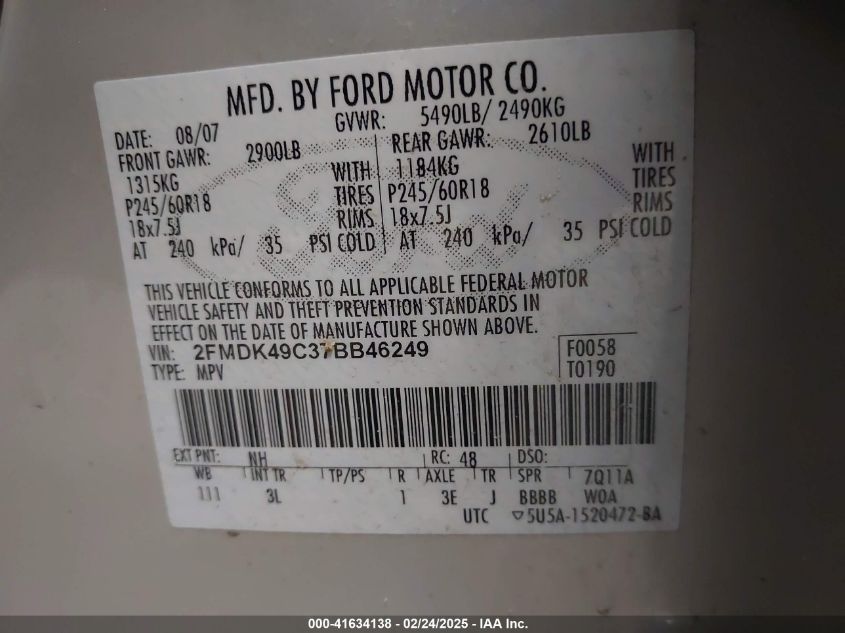 MFD. BY FORD MOTOR CO.
DATE: 08/07 GVWR: 5490LB/ 2490KG
FRONT GAWR: 2900LB REAR GAWR: 2610LB
1315KG WITH 1184KG WITH
P245/60R18 TIRES P245/60R18 TIRES
18x7.5J RIMS 18x7.5J RIMS
AT 240 kPa/ 35 PSI COLD AT 240 kPa/ 35 PSI COLD
THIS VEHICLE CONFORMS TO ALL APPLICABLE FEDERAL MOTOR
VEHICLE SAFETY AND THEFT PREVENTION STANDARDS IN
EFFECT ON THE DATE OF MANUFACTURE SHOWN ABOVE.
VIN: 2FMDK49C37BB46249 F0058
TYPE: MPV T0190
EXT PNT: NH RC: 48 DSO:
WB INT TR TP/PS R AXLE TR SPR 7Q11A
111 3L 1 3E J BBBB WOA
UTC ▽5U5A-1520472-BA
000-41634138 - 02/24/2025 - IAA, Inc.